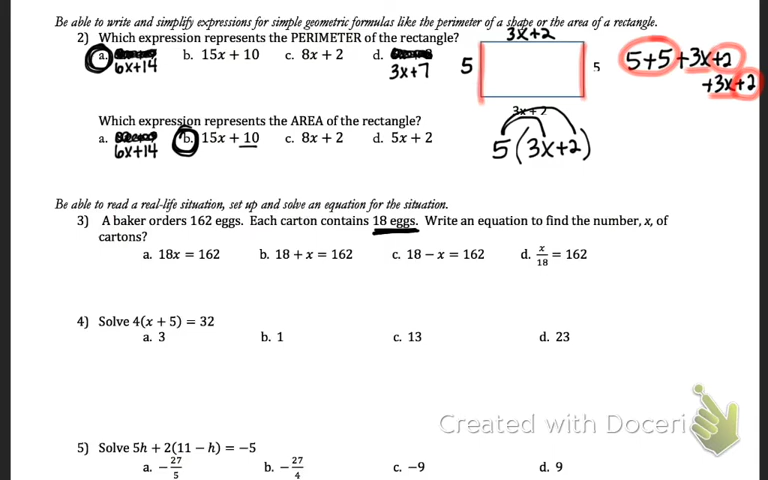 Be able to write and simplify expressions for simple geometric formulas like the perimeter of a shape or the area of a rectangle.
2) Which expression represents the PERIMETER of the rectangle?
3x+2
a. 6x+14 b. 15x + 10 c. 8x + 2 d. 3x+7
5 5
5+5+3x+2
+3x+2
3x + 2
Which expression represents the AREA of the rectangle?
a. 6x+14 b. 15x + 10 c. 8x + 2 d. 5x + 2
5(3x+2)
Be able to read a real-life situation, set up and solve an equation for the situation.
3) A baker orders 162 eggs. Each carton contains 18 eggs. Write an equation to find the number, x, of
cartons?
a. 18x = 162 b. 18 + x = 162 c. 18 − x = 162 d. x/18 = 162
4) Solve 4(x + 5) = 32
a. 3 b. 1 c. 13 d. 23
Created with Doceri
5) Solve 5h + 2(11 − h) = −5
a. −27/5 b. −27/4 c. −9 d. 9